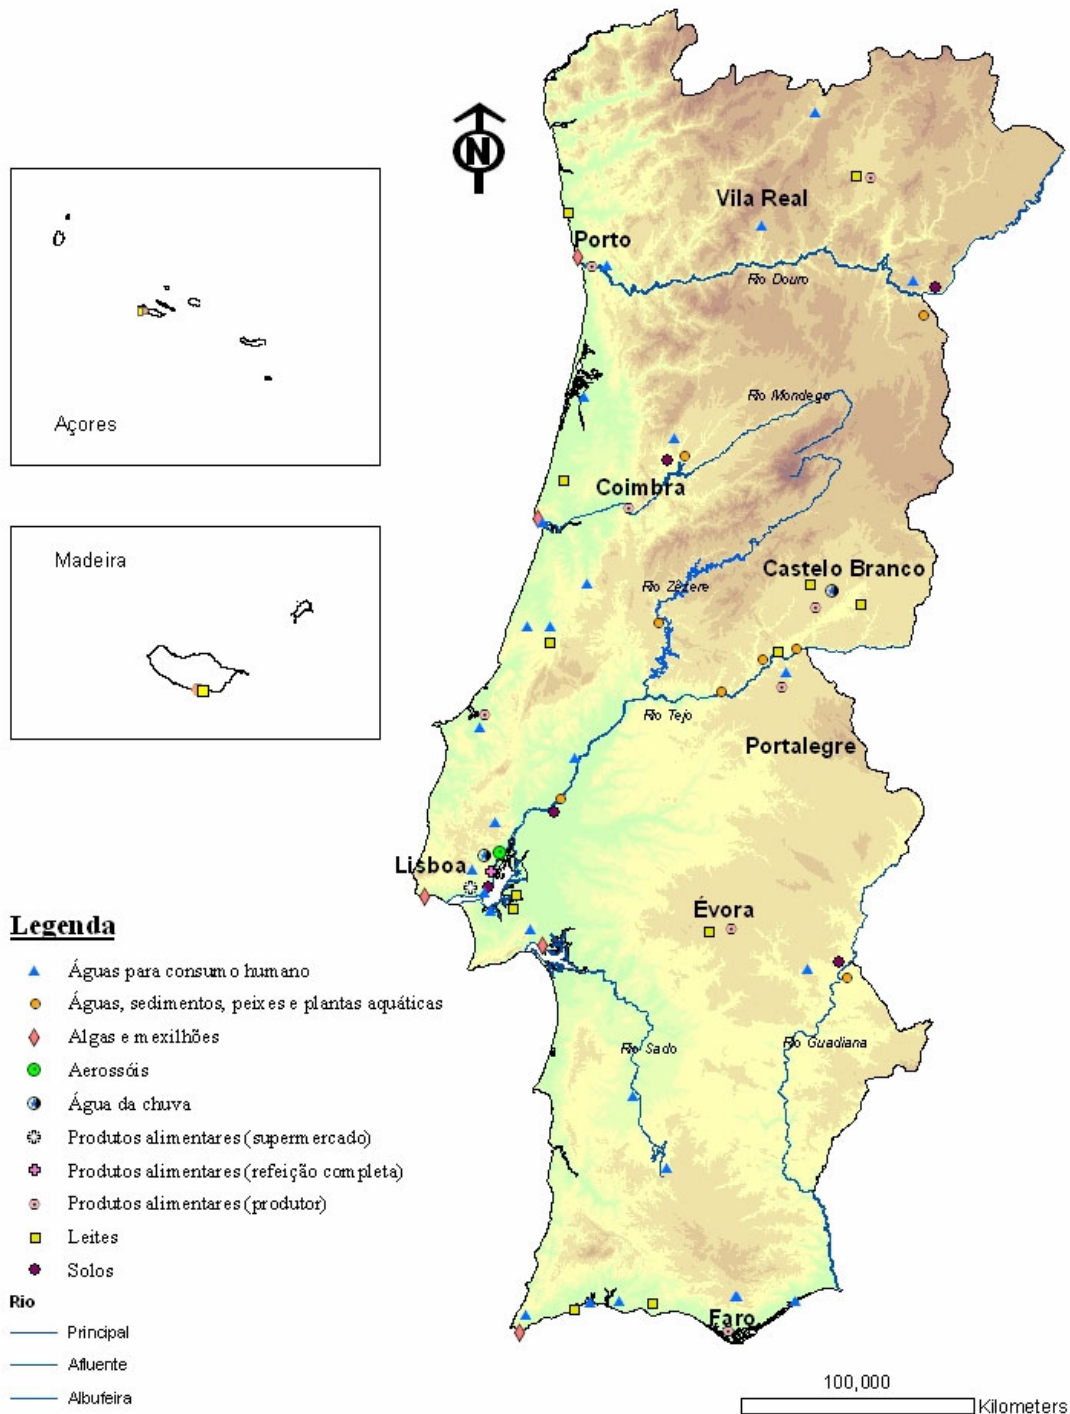 N
Vila Real
Porto
Rio Douro
Açores
Rio Mondego
Coimbra
Madeira
Castelo Branco
Rio Zêzere
Rio Tejo
Portalegre
Lisboa
Évora
Legenda
Águas para consumo humano
Águas, sedimentos, peixes e plantas aquáticas
Algas e mexilhões
Aerossóis
Água da chuva
Produtos alimentares (supermercado)
Produtos alimentares (refeição completa)
Produtos alimentares (produtor)
Leites
Solos
Rio Sado
Rio Guadiana
Rio
Principal
Afluente
Albufeira
Faro
100,000
Kilometers